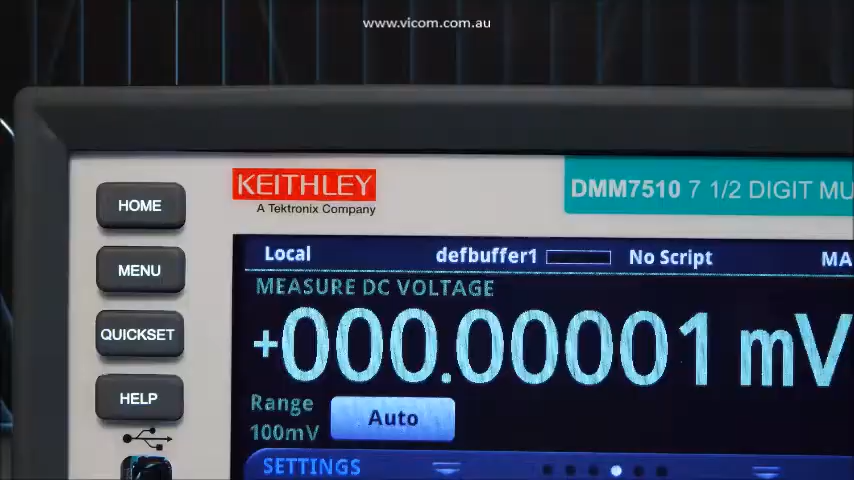 www.vicom.com.au
KEITHLEY
A Tektronix Company
DMM7510 7 1/2 DIGIT MU
HOME
MENU
QUICKSET
HELP
Local defbuffer1 No Script MA
MEASURE DC VOLTAGE
+000.00001 mV
Range
100mV
Auto
SETTINGS